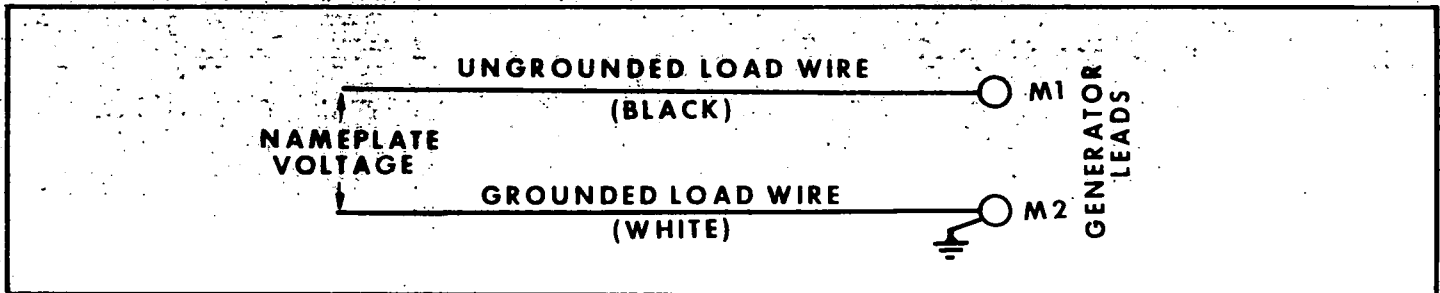 UNGROUNDED LOAD WIRE
(BLACK)
M1
NAMEPLATE
VOLTAGE
GROUNDED LOAD WIRE
(WHITE)
M2
GENERATOR
LEADS